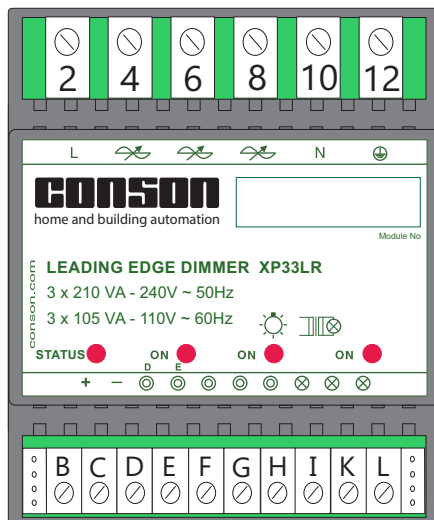 2 4 6 8 10 12
L N
CONSON
home and building automation
Module No
conson.com
LEADING EDGE DIMMER XP33LR
3 x 210 VA - 240V ~ 50Hz
3 x 105 VA - 110V ~ 60Hz
STATUS ON ON ON
D E
+ −
B C D E F G H I K L